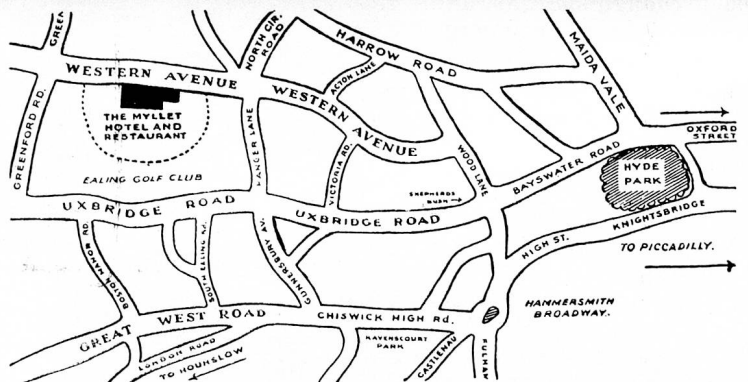 GREEN
NORTH CIR.
ROAD
HARROW ROAD
MAIDA VALE
WESTERN AVENUE
ACTON LANE
WESTERN AVENUE
OXFORD
STREET
GREENFORD RD.
THE MYLLET
HOTEL AND
RESTAURANT
HANGER LANE
VICTORIA RD.
WOOD LANE
BAYSWATER ROAD
HYDE
PARK
EALING GOLF CLUB
SHEPHERDS
BUSH
UXBRIDGE ROAD
UXBRIDGE ROAD
KNIGHTSBRIDGE
HIGH ST.
TO PICCADILLY.
BOSTON MANOR RD.
SOUTH EALING RD.
GUNNERSBURY AV.
HAMMERSMITH
BROADWAY.
GREAT WEST ROAD
CHISWICK HIGH Rd.
RAVENSCOURT
PARK
CASTLENAU
FULHAM
LONDON ROAD
TO HOUNSLOW